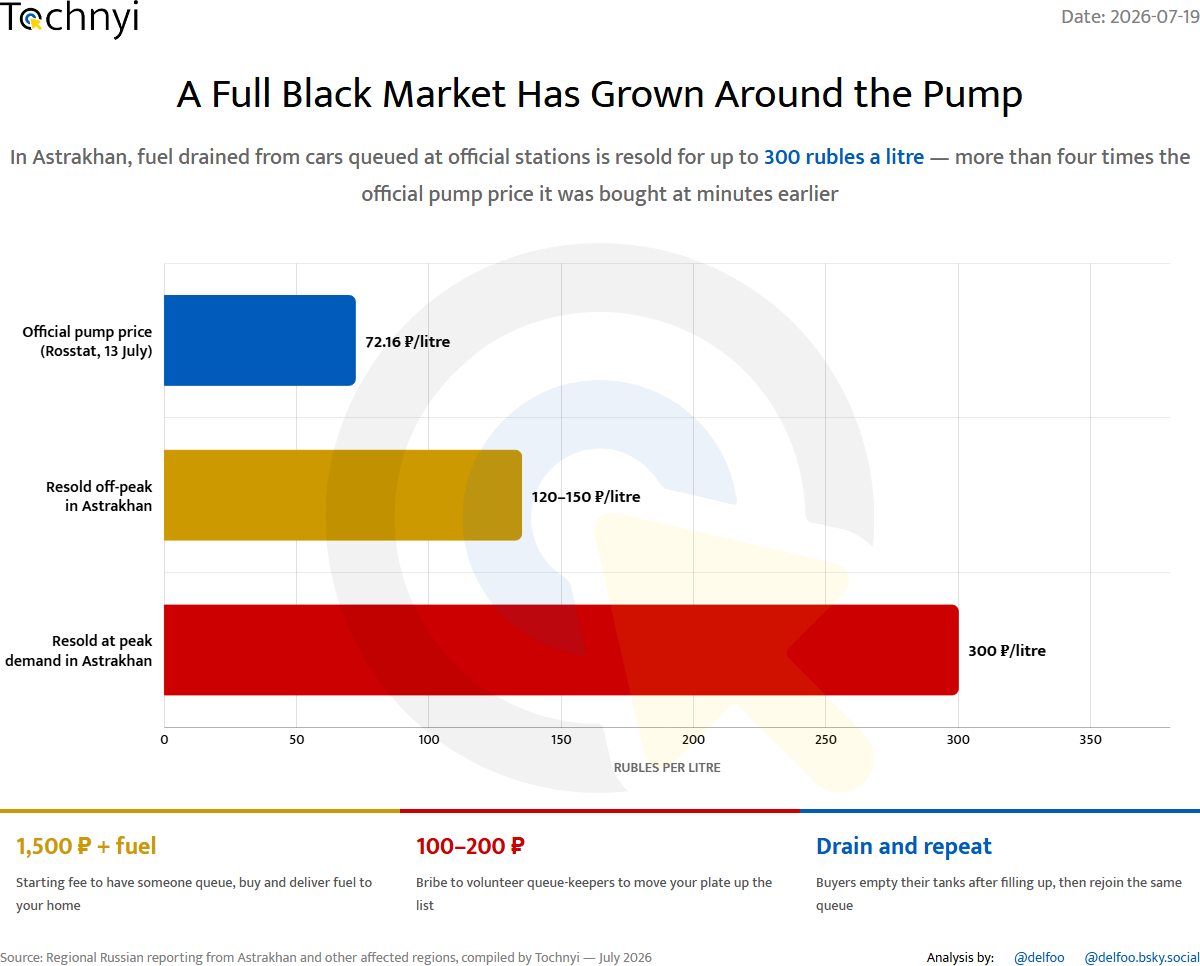 Tochnyi
Date: 2026-07-19
A Full Black Market Has Grown Around the Pump
In Astrakhan, fuel drained from cars queued at official stations is resold for up to 300 rubles a litre — more than four times the
official pump price it was bought at minutes earlier
Official pump price
(Rosstat, 13 July)
72.16 ₽/litre
Resold off-peak
in Astrakhan
120–150 ₽/litre
Resold at peak
demand in Astrakhan
300 ₽/litre
0 50 100 150 200 250 300 350
RUBLES PER LITRE
1,500 ₽ + fuel
Starting fee to have someone queue, buy and deliver fuel to
your home
100–200 ₽
Bribe to volunteer queue-keepers to move your plate up the
list
Drain and repeat
Buyers empty their tanks after filling up, then rejoin the same
queue
Source: Regional Russian reporting from Astrakhan and other affected regions, compiled by Tochnyi — July 2026
Analysis by: @delfoo @delfoo.bsky.social